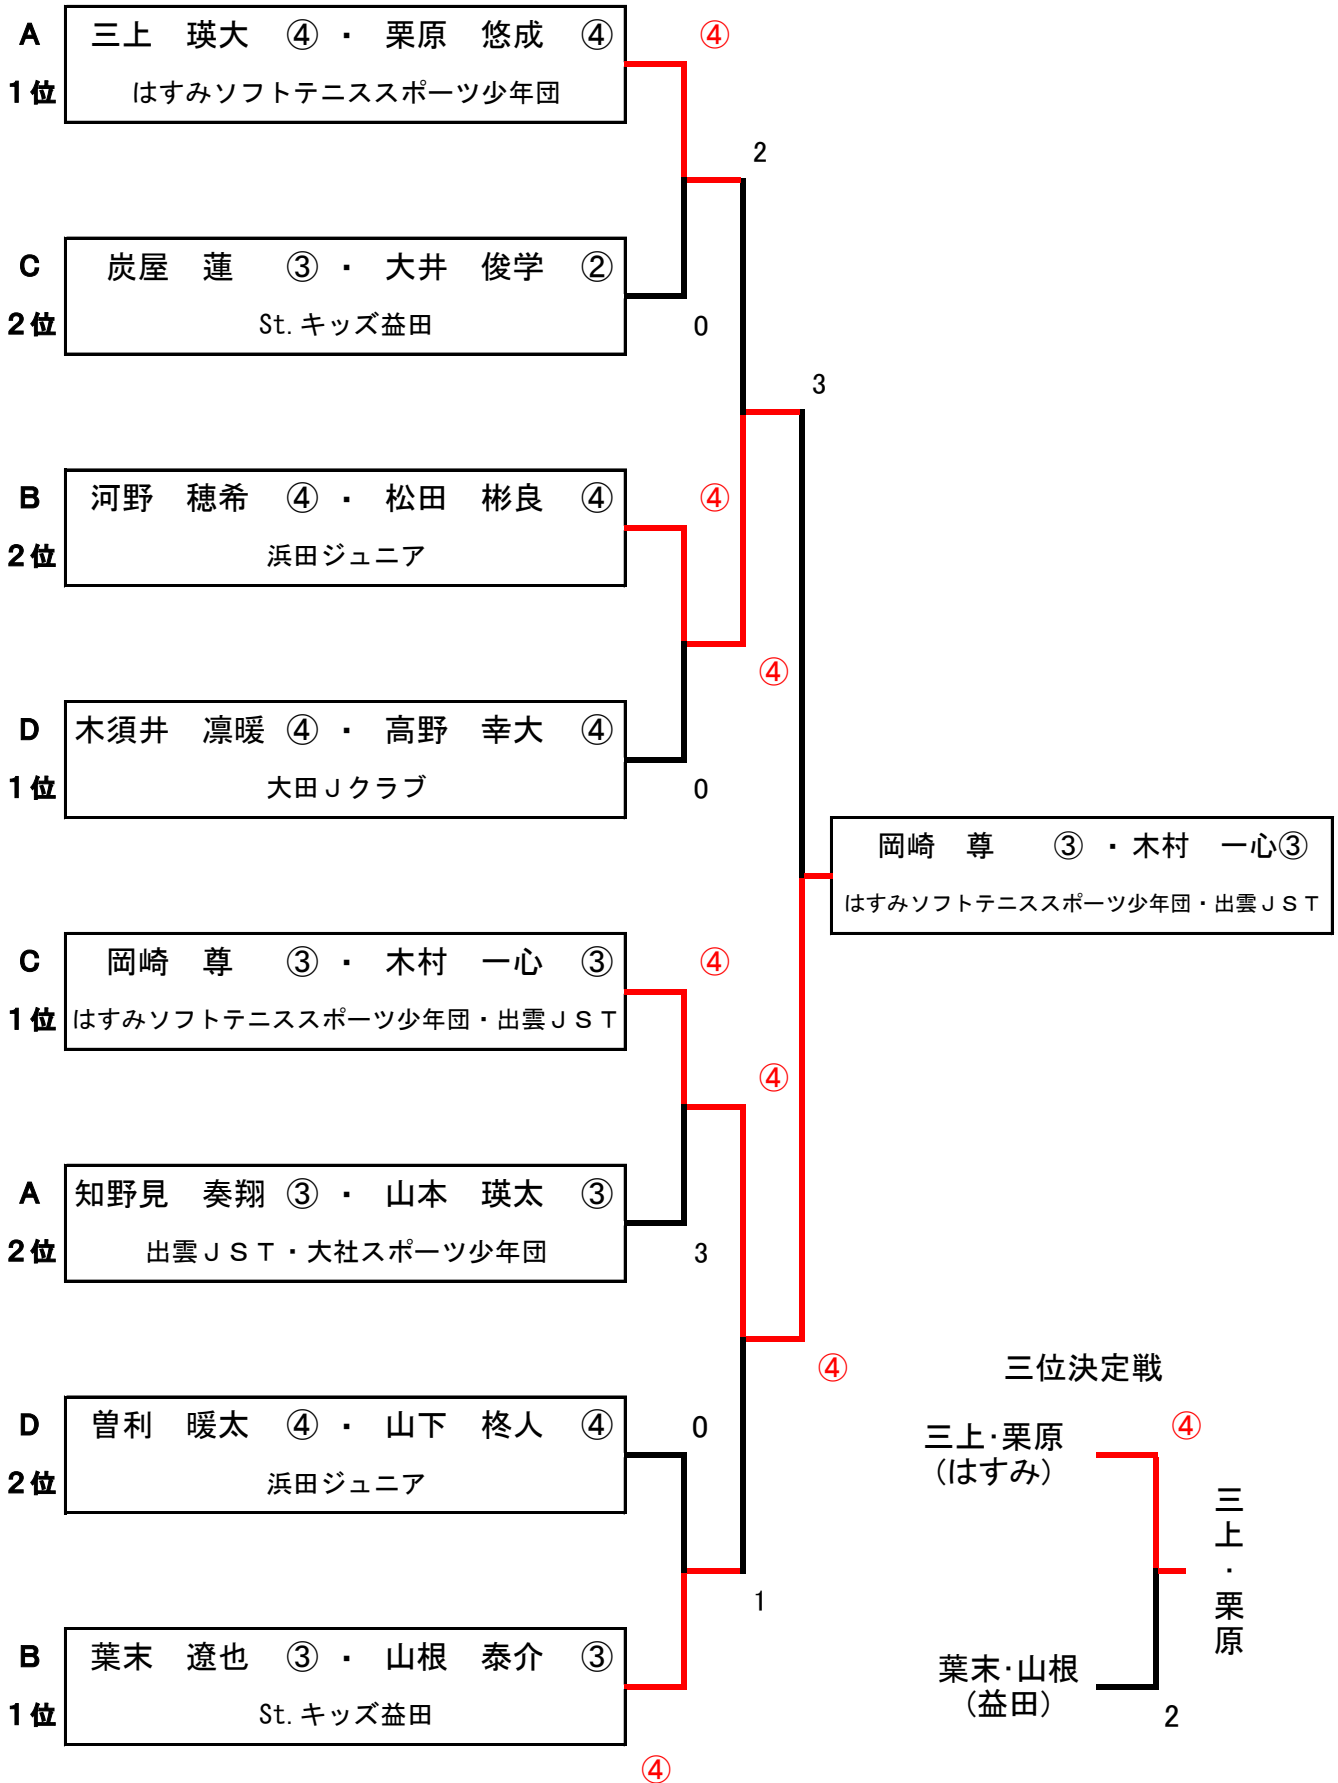 A 三上 瑛大 ④ ・ 栗原 悠成 ④ ④
1位 はすみソフトテニススポーツ少年団
2
C 炭屋 蓮 ③ ・ 大井 俊学 ②
2位 St.キッズ益田 0
3
B 河野 穂希 ④ ・ 松田 彬良 ④ ④
2位 浜田ジュニア
④
D 木須井 凛暖 ④ ・ 高野 幸大 ④
1位 大田Jクラブ 0
岡崎 尊 ③ ・ 木村 一心③
はすみソフトテニススポーツ少年団・出雲JST
C 岡崎 尊 ③ ・ 木村 一心 ③ ④
1位 はすみソフトテニススポーツ少年団・出雲JST
④
A 知野見 奏翔 ③ ・ 山本 瑛太 ③
2位 出雲JST・大社スポーツ少年団 3
④ 三位決定戦
D 曽利 暖太 ④ ・ 山下 柊人 ④ 0
2位 浜田ジュニア
三上・栗原 ④
(はすみ)
三上・栗原
1
B 葉末 遼也 ③ ・ 山根 泰介 ③
1位 St.キッズ益田
葉末・山根
(益田) 2
④